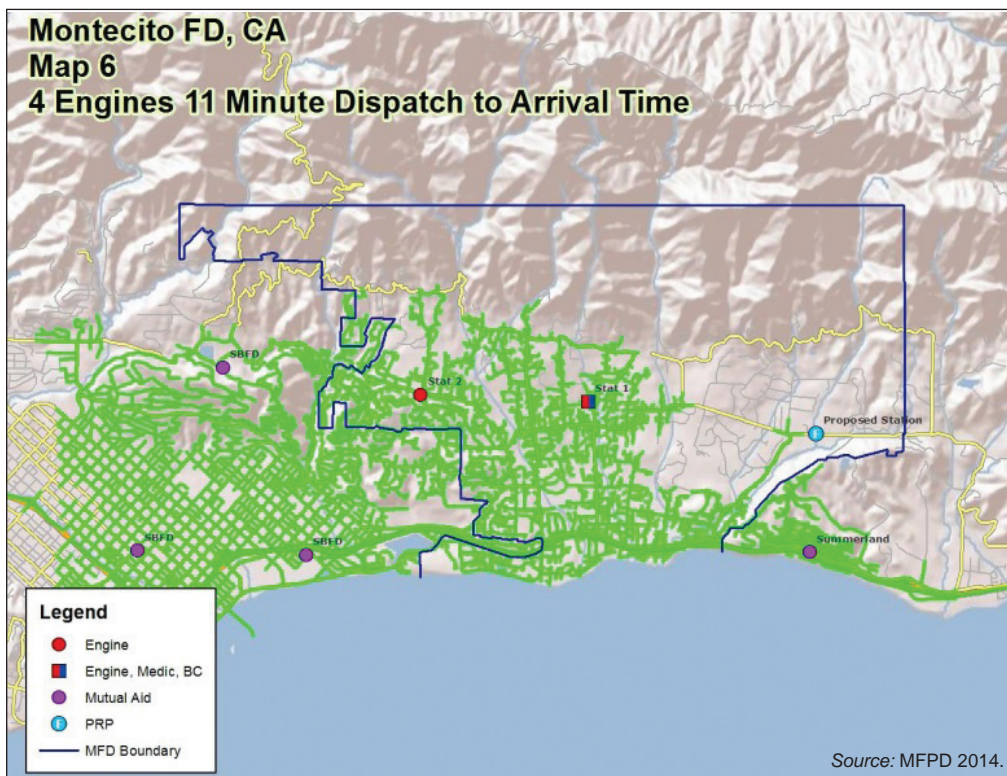 Montecito FD, CA
Map 6
4 Engines 11 Minute Dispatch to Arrival Time
SBFD
Stat 2
Stat 1
Proposed Station
F
SBFD
SBFD
Summerland
Legend
Engine
Engine, Medic, BC
Mutual Aid
F
PRP
MFD Boundary
Source: MFPD 2014.